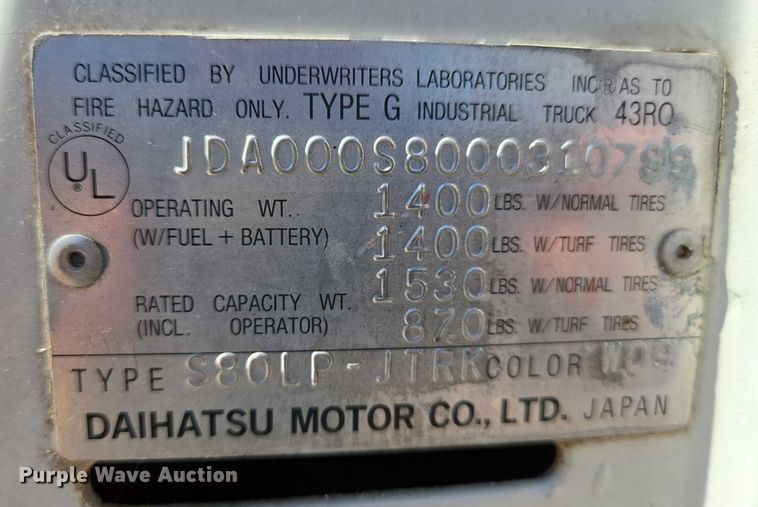 CLASSIFIED BY UNDERWRITERS LABORATORIES INC R AS TO
FIRE HAZARD ONLY. TYPE G INDUSTRIAL TRUCK 43RO
CLASSIFIED
UL®
OPERATING WT. 1400 LBS. W/NORMAL TIRES
(W/FUEL + BATTERY) 1400 LBS. W/TURF TIRES
1530 LBS. W/NORMAL TIRES
RATED CAPACITY WT.
(INCL. OPERATOR) 870 LBS. W/TURF TIRES
TYPE S80LP-JTRK COLOR W09
DAIHATSU MOTOR CO., LTD. JAPAN
Purple Wave Auction